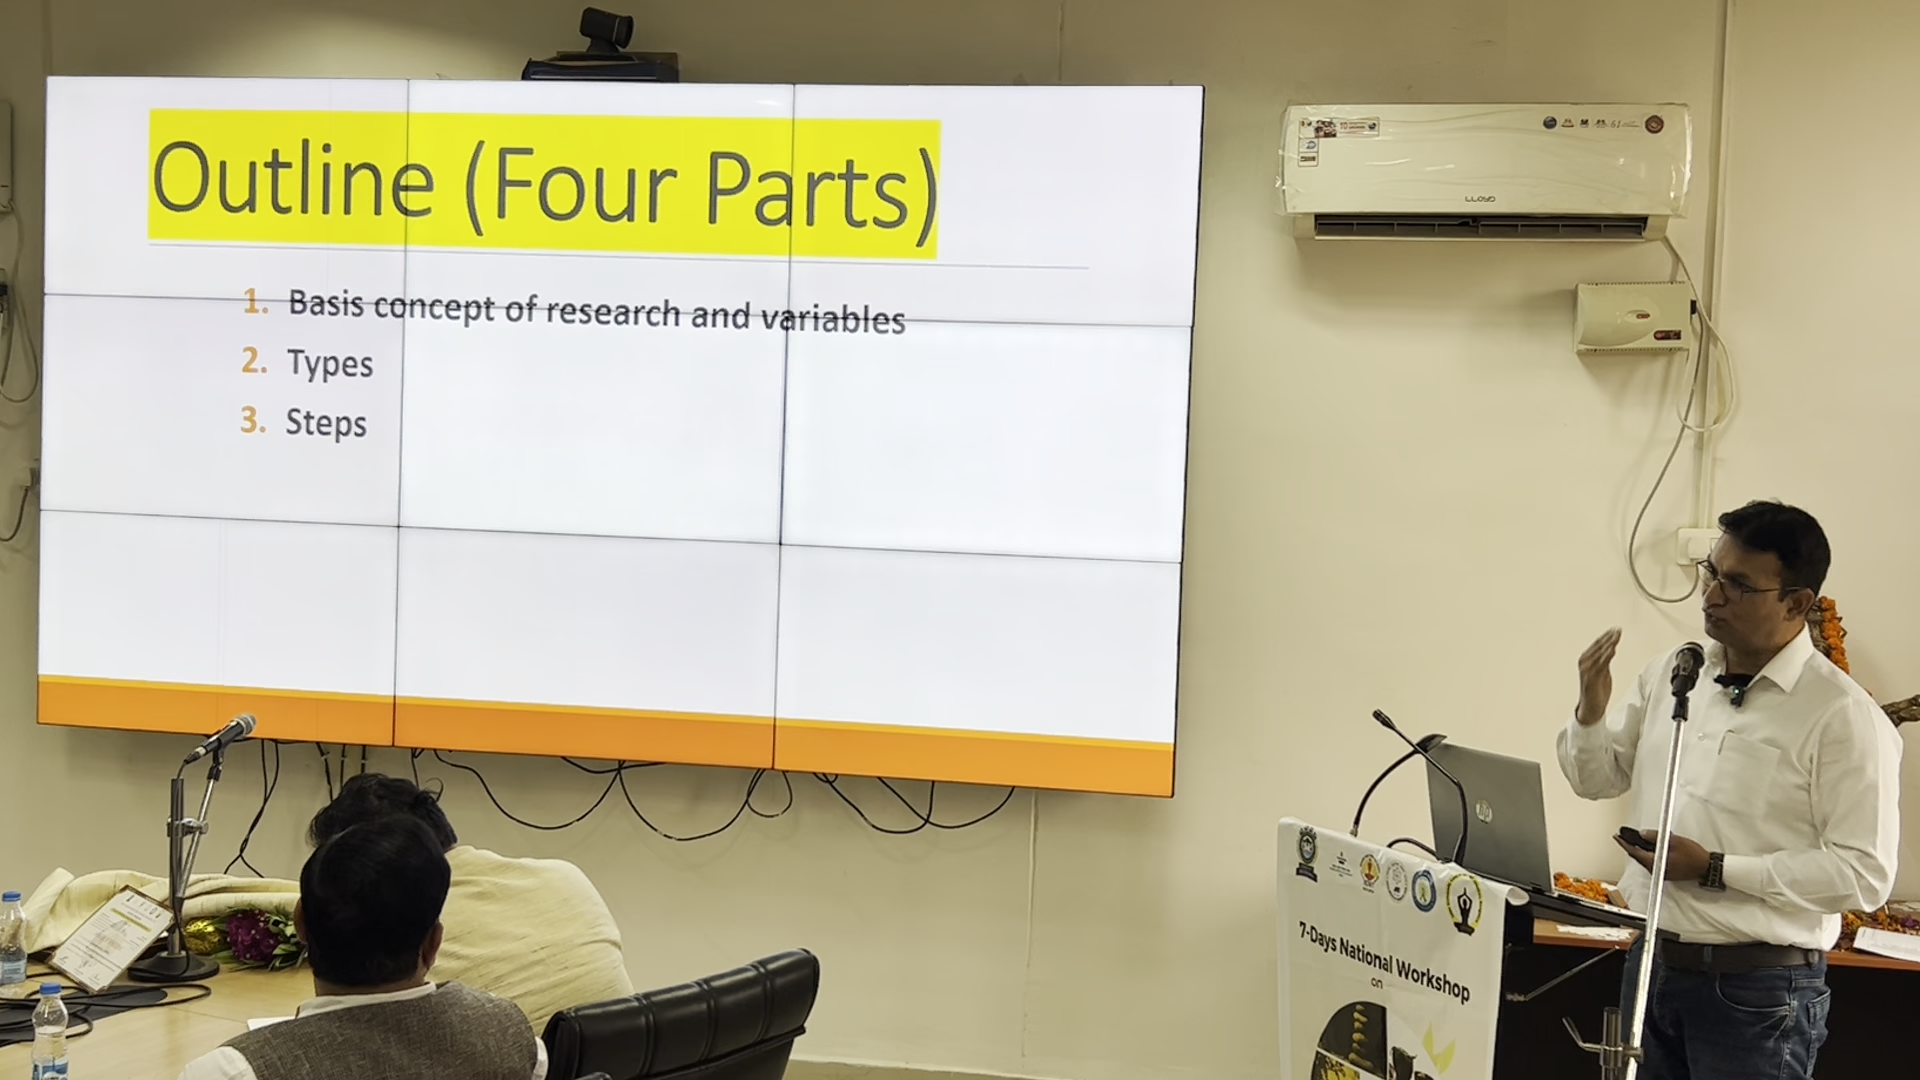 Outline (Four Parts)
1. Basis concept of research and variables
2. Types
3. Steps
LLOYD
hp
7-Days National Workshop
on